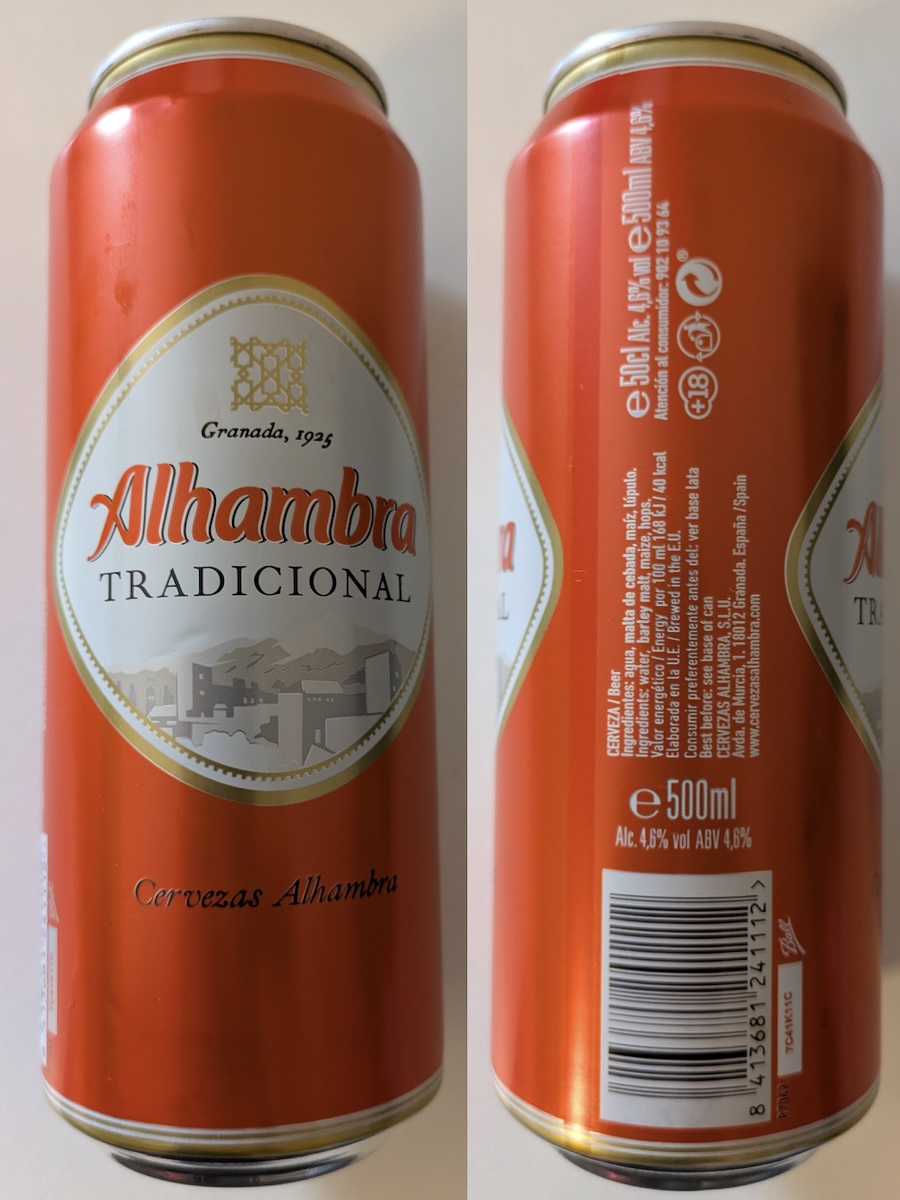 Granada, 1925
Alhambra
TRADICIONAL
Cervezas Alhambra
℮ 50cl Alc. 4,6% vol ℮ 500ml ABV 4,6%
Atención al consumidor: 902 10 93 64
+18
®
CERVEZA / Beer
Ingredientes: agua, malta de cebada, maíz, lúpulo.
Ingredients: water, barley malt, maize, hops.
Valor energético / Energy por 100 ml 168 kJ / 40 kcal
Elaborada en la U.E. / Brewed in the E.U.
Consumir preferentemente antes del: ver base lata
Best before: see base of can
CERVEZAS ALHAMBRA, S.L.U.
Avda. de Murcia, 1. 18012 Granada. España / Spain
www.cervezasalhambra.com
℮ 500ml
Alc. 4,6% vol ABV 4,6%
8 413681 241112 >
Ball
7C41K11C